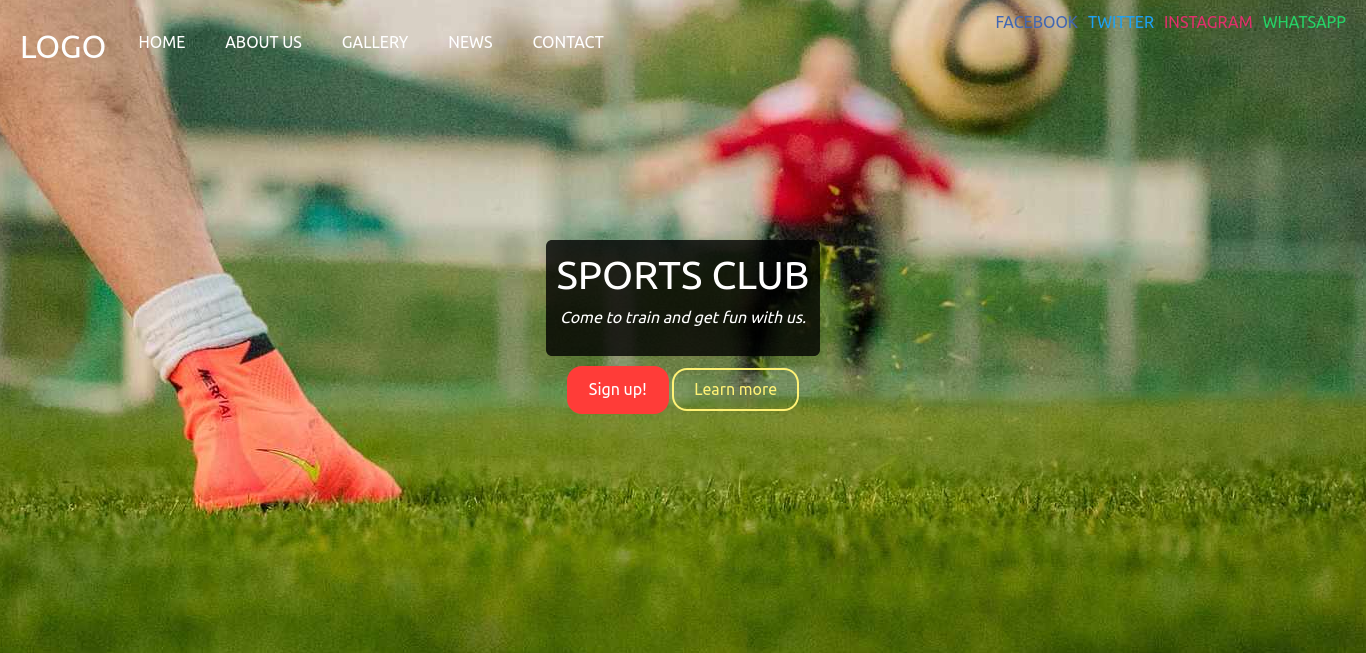 FACEBOOK TWITTER INSTAGRAM WHATSAPP
LOGO HOME ABOUT US GALLERY NEWS CONTACT
SPORTS CLUB
Come to train and get fun with us.
Sign up! Learn more
MERCURIAL